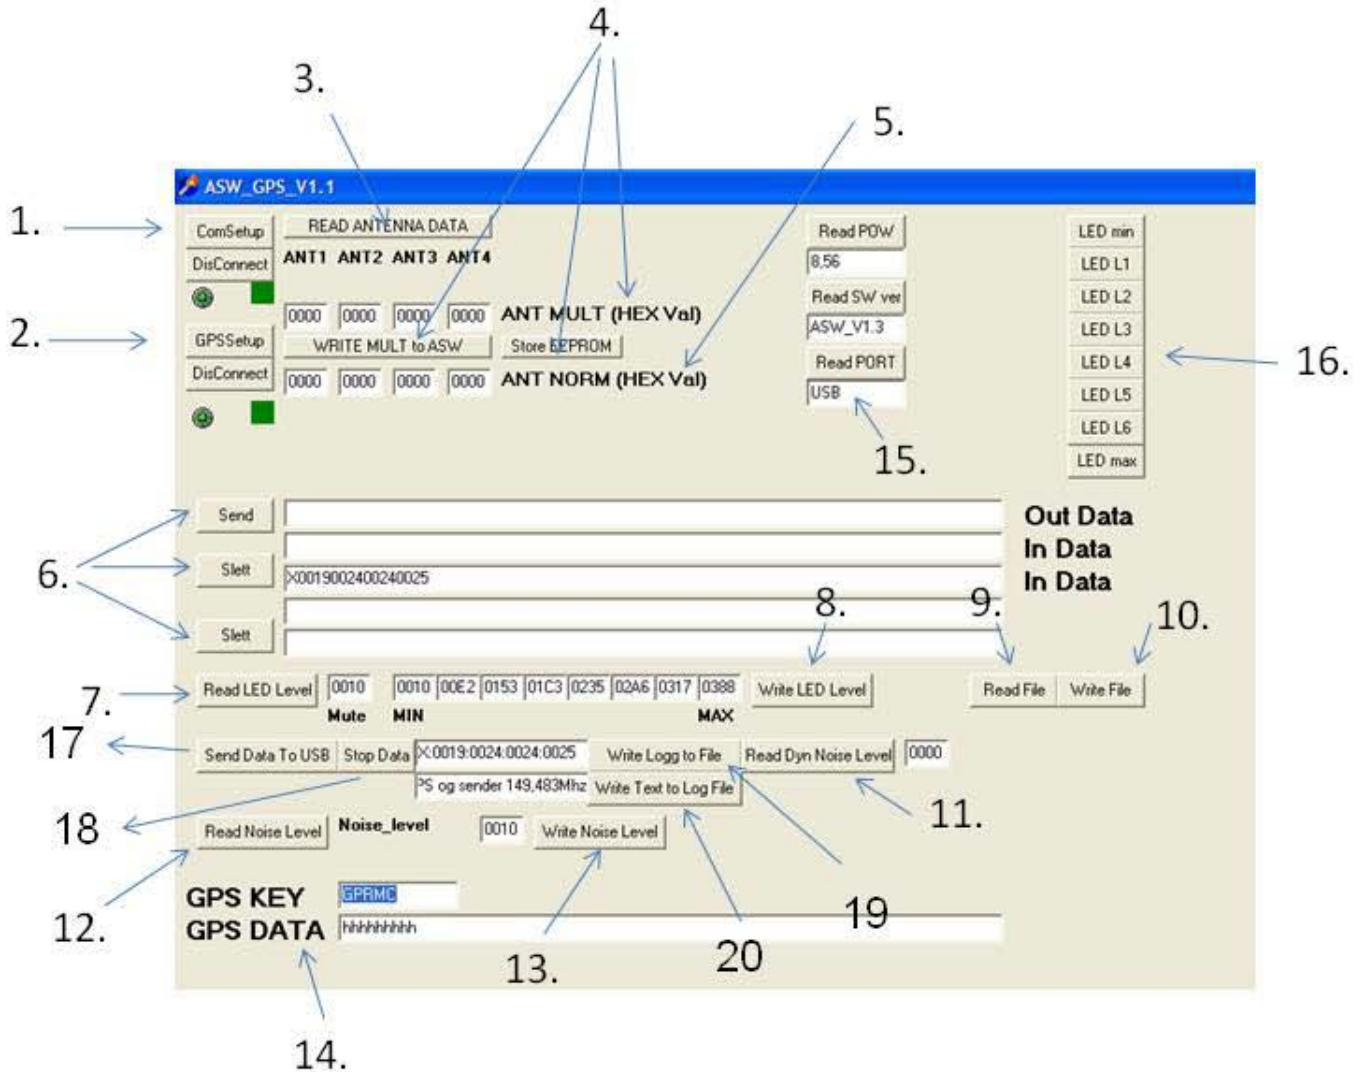 4.
3.
5.
ASW_GPS_V1.1
1.
ComSetup READ ANTENNA DATA Read POW LED min
DisConnect ANT1 ANT2 ANT3 ANT4 8,56 LED L1
Read SW ver LED L2
0000 0000 0000 0000 ANT MULT (HEX Val) ASW_V1.3 LED L3
2.
GPSSetup WRITE MULT to ASW Store EEPROM Read PORT LED L4
16.
DisConnect 0000 0000 0000 0000 ANT NORM (HEX Val) USB LED L5
LED L6
15.
LED max
Send Out Data
In Data
6.
Slett X0019002400240025 In Data
8. 9. 10.
Slett
7.
Read LED Level 0010 0010 00E2 0153 01C3 0235 02A6 0317 0388 Write LED Level Read File Write File
Mute MIN MAX
17
Send Data To USB Stop Data X:0019:0024:0024:0025 Write Logg to File Read Dyn Noise Level 0000
PS og sender 149,483Mhz Write Text to Log File
18
11.
Read Noise Level Noise_level 0010 Write Noise Level
12.
GPS KEY GPRMC
19
GPS DATA hhhhhhhhh
13.
20
14.